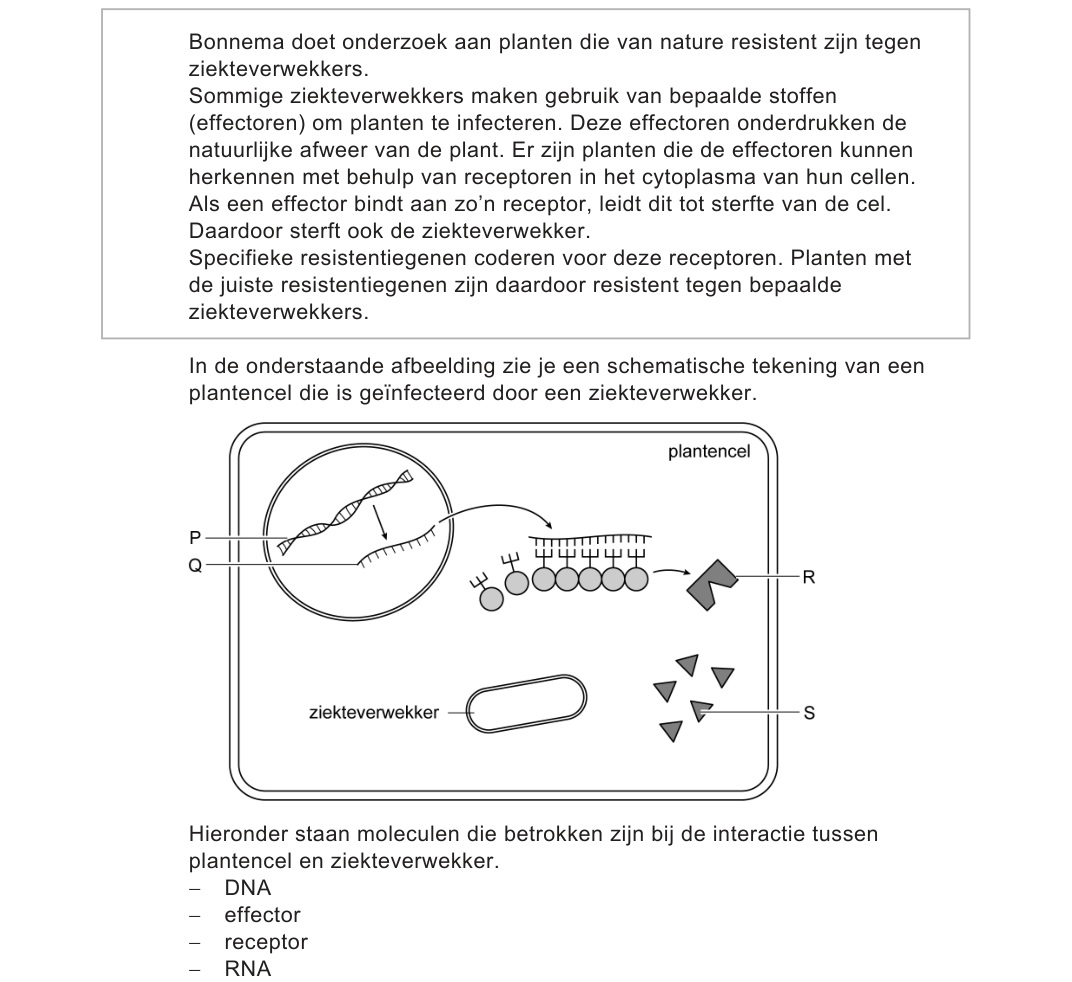 Bonnema doet onderzoek aan planten die van nature resistent zijn tegen
ziekteverwekkers.
Sommige ziekteverwekkers maken gebruik van bepaalde stoffen
(effectoren) om planten te infecteren. Deze effectoren onderdrukken de
natuurlijke afweer van de plant. Er zijn planten die de effectoren kunnen
herkennen met behulp van receptoren in het cytoplasma van hun cellen.
Als een effector bindt aan zo’n receptor, leidt dit tot sterfte van de cel.
Daardoor sterft ook de ziekteverwekker.
Specifieke resistentiegenen coderen voor deze receptoren. Planten met
de juiste resistentiegenen zijn daardoor resistent tegen bepaalde
ziekteverwekkers.
In de onderstaande afbeelding zie je een schematische tekening van een
plantencel die is geïnfecteerd door een ziekteverwekker.
plantencel
P
Q
R
ziekteverwekker
S
Hieronder staan moleculen die betrokken zijn bij de interactie tussen
plantencel en ziekteverwekker.
– DNA
– effector
– receptor
– RNA